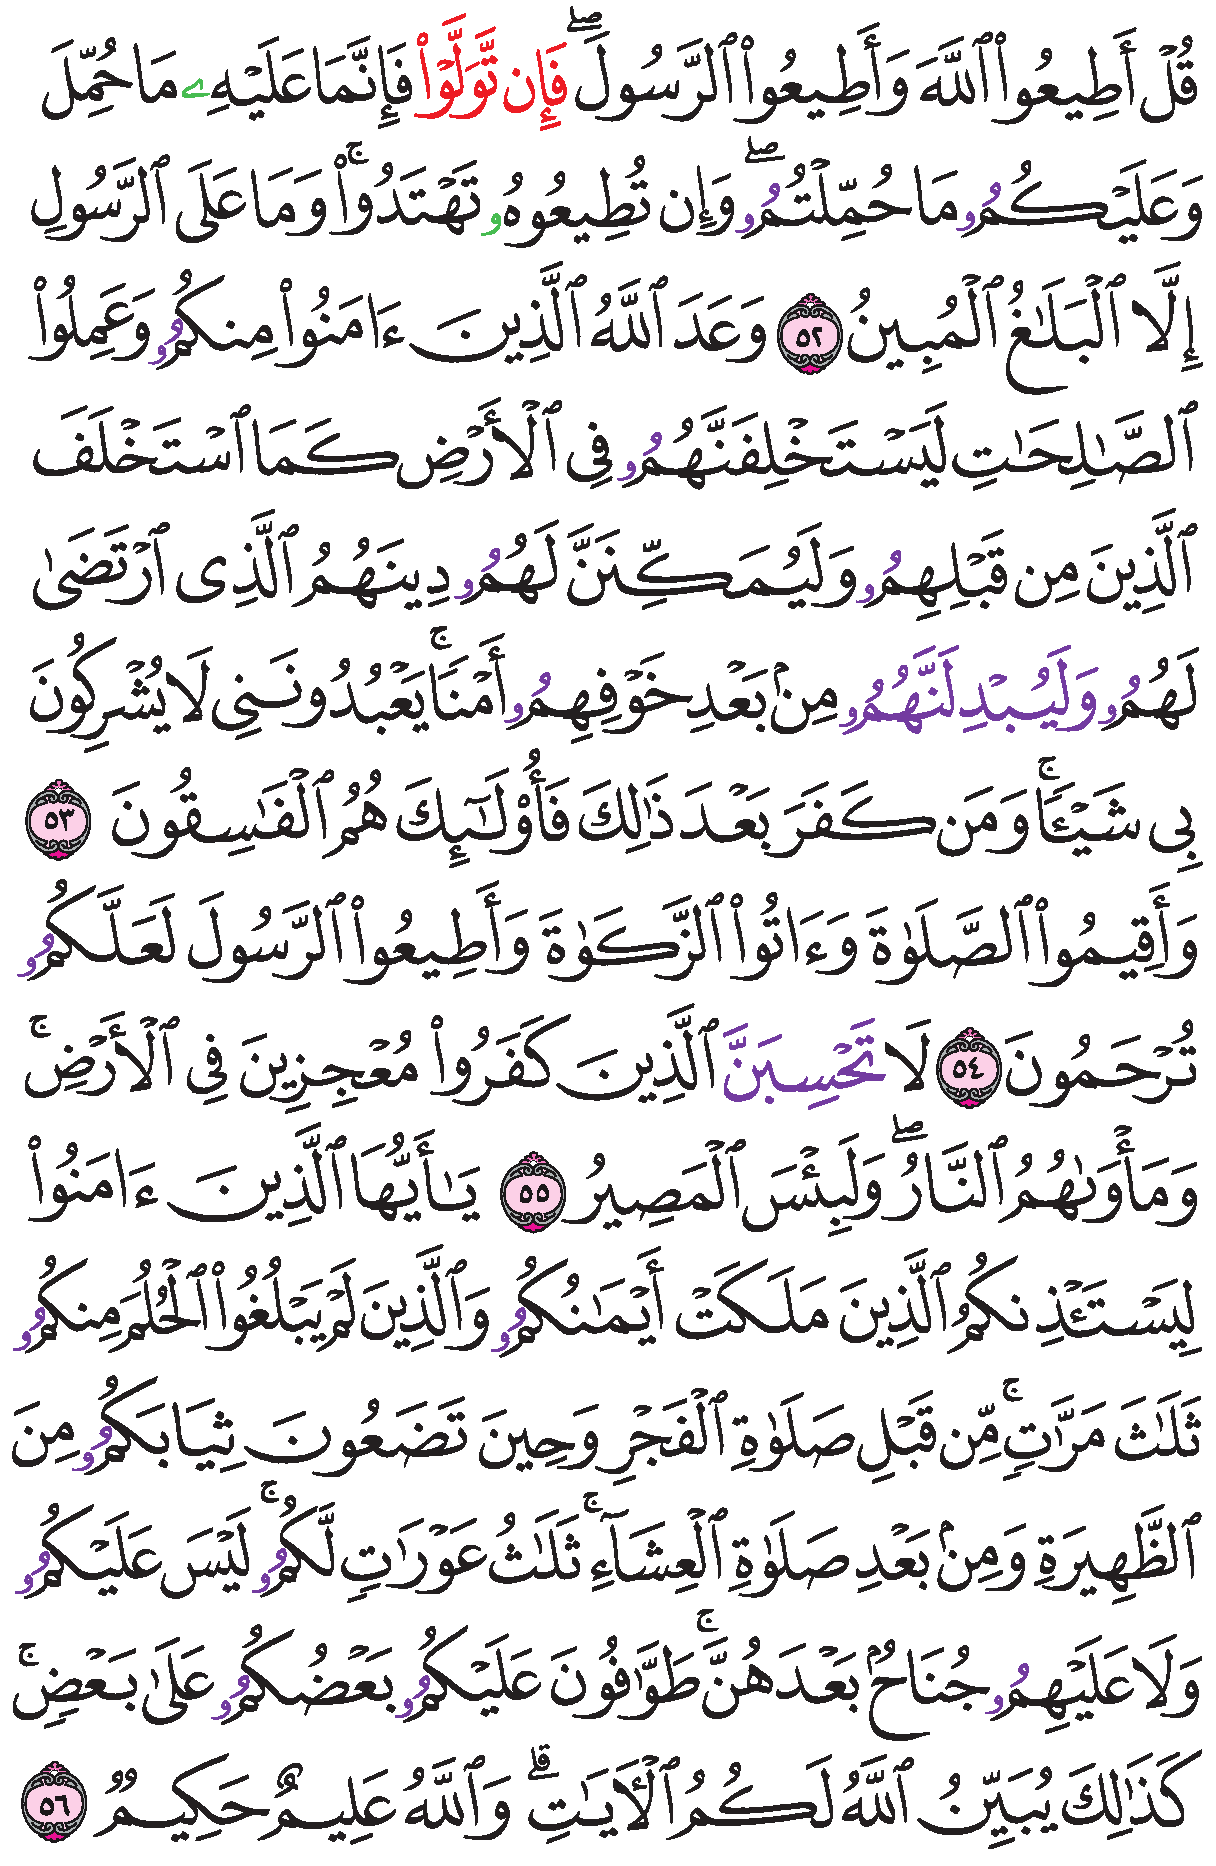 قُلۡ أَطِيعُواْ ٱللَّهَ وَأَطِيعُواْ ٱلرَّسُولَۖ فَإِن تَّوَلَّوۡاْ فَإِنَّمَا عَلَيۡهِۦ مَا حُمِّلَ
وَعَلَيۡكُمُۥ مَا حُمِّلۡتُمُۥۖ وَإِن تُطِيعُوهُۥ تَهۡتَدُواْۚ وَمَا عَلَى ٱلرَّسُولِ
إِلَّا ٱلۡبَلَٰغُ ٱلۡمُبِينُ ٥٢ وَعَدَ ٱللَّهُ ٱلَّذِينَ ءَامَنُواْ مِنكُمُۥ وَعَمِلُواْ
ٱلصَّٰلِحَٰتِ لَيَسۡتَخۡلِفَنَّهُمُۥ فِي ٱلۡأَرۡضِ كَمَا ٱسۡتَخۡلَفَ
ٱلَّذِينَ مِن قَبۡلِهِمُۥ وَلَيُمَكِّنَنَّ لَهُمُۥ دِينَهُمُ ٱلَّذِى ٱرۡتَضَىٰ
لَهُمُۥ وَلَيُبۡدِلَنَّهُمُۥ مِنۢ بَعۡدِ خَوۡفِهِمُۥ أَمۡنٗاۚ يَعۡبُدُونَنِى لَا يُشۡرِكُونَ
بِى شَيۡـٔٗاۚ وَمَن كَفَرَ بَعۡدَ ذَٰلِكَ فَأُوْلَٰٓئِكَ هُمُ ٱلۡفَٰسِقُونَ ٥٣
وَأَقِيمُواْ ٱلصَّلَوٰةَ وَءَاتُواْ ٱلزَّكَوٰةَ وَأَطِيعُواْ ٱلرَّسُولَ لَعَلَّكُمُۥ
تُرۡحَمُونَ ٥٤ لَا تَحۡسِبَنَّ ٱلَّذِينَ كَفَرُواْ مُعۡجِزِينَ فِى ٱلۡأَرۡضِۚ
وَمَأۡوَىٰهُمُ ٱلنَّارُۖ وَلَبِئۡسَ ٱلۡمَصِيرُ ٥٥ يَٰٓأَيُّهَا ٱلَّذِينَ ءَامَنُواْ
لِيَسۡتَـٔۡذِنكُمُ ٱلَّذِينَ مَلَكَتۡ أَيۡمَٰنُكُمُۥ وَٱلَّذِينَ لَمۡ يَبۡلُغُواْ ٱلۡحُلُمَ مِنكُمُۥ
ثَلَٰثَ مَرَّٰتٖۚ مِّن قَبۡلِ صَلَوٰةِ ٱلۡفَجۡرِ وَحِينَ تَضَعُونَ ثِيَابَكُمُۥ مِنَ
ٱلظَّهِيرَةِ وَمِنۢ بَعۡدِ صَلَوٰةِ ٱلۡعِشَآءِۚ ثَلَٰثُ عَوۡرَٰتٖ لَّكُمُۥۚ لَيۡسَ عَلَيۡكُمُۥ
وَلَا عَلَيۡهِمُۥ جُنَاحُۢ بَعۡدَهُنَّۚ طَوَّٰفُونَ عَلَيۡكُمُۥ بَعۡضُكُمُۥ عَلَىٰ بَعۡضٖۚ
كَذَٰلِكَ يُبَيِّنُ ٱللَّهُ لَكُمُ ٱلۡأٓيَٰتِۗ وَٱللَّهُ عَلِيمٌ حَكِيمٞ ٥٦